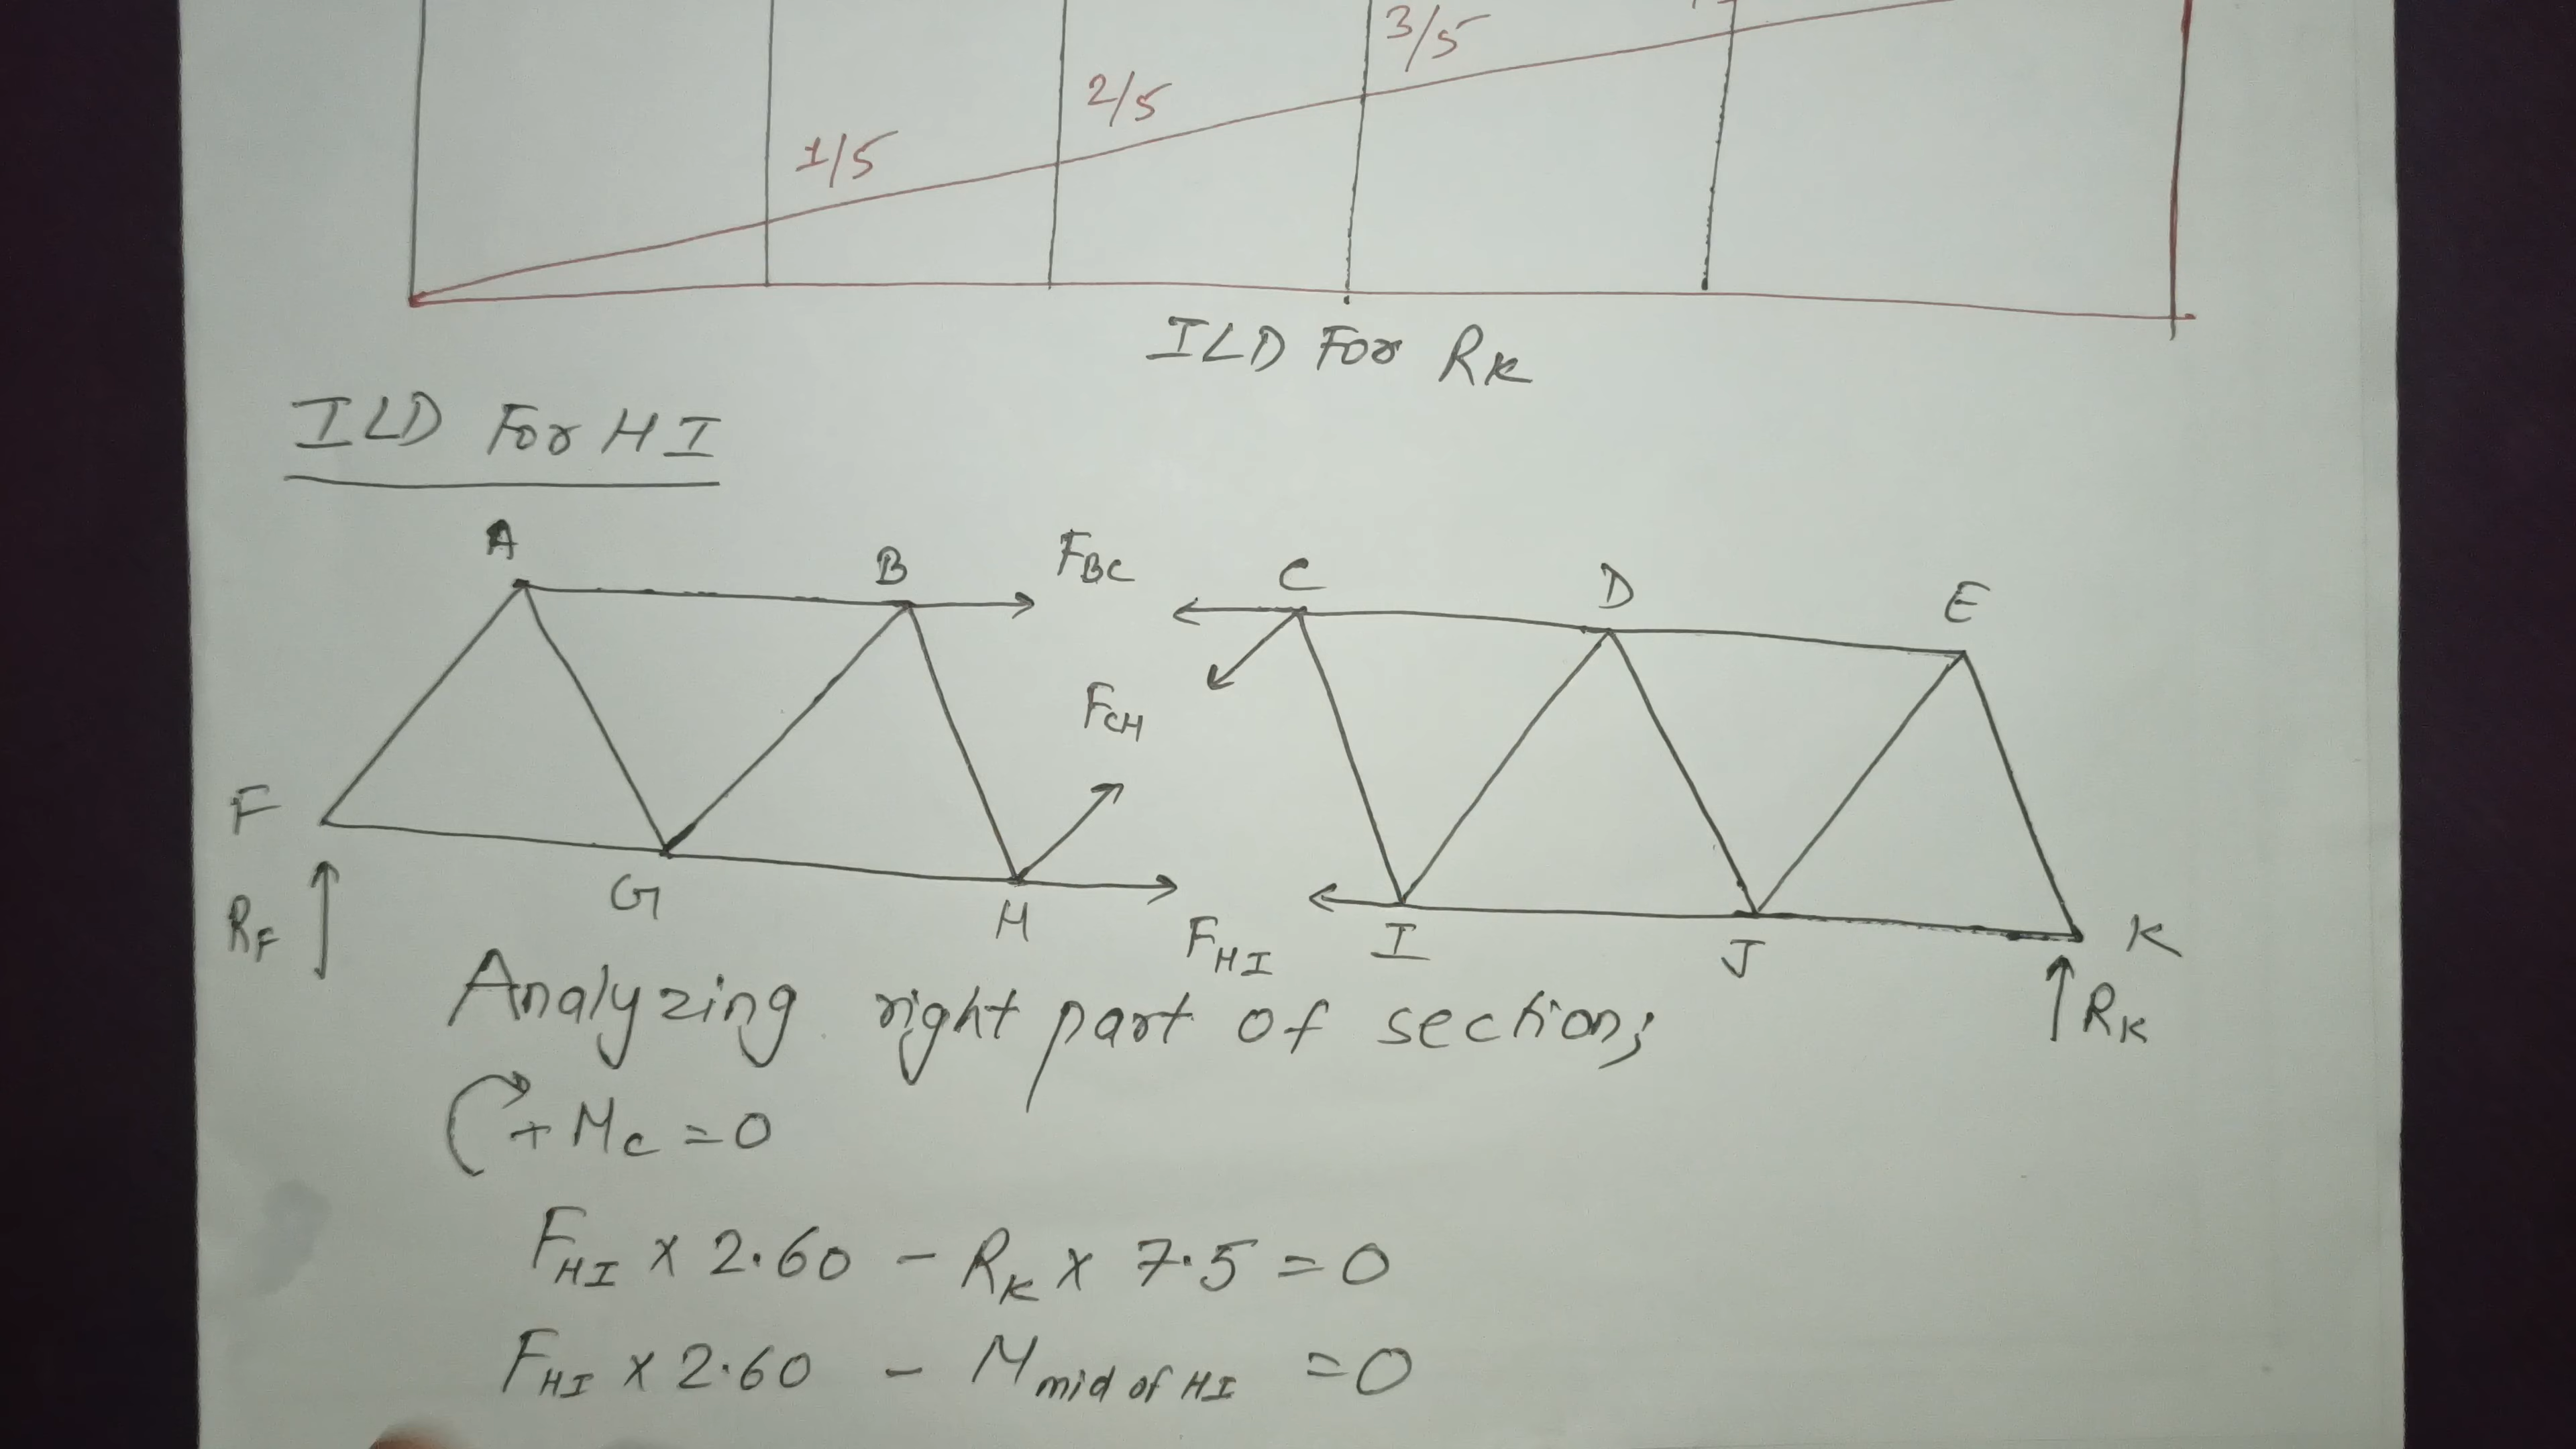 3/5
2/5
1/5
ILD For RK
ILD For HI
A
B
FBC
C
D
E
FCH
F
RF
G
H
FHI
I
J
K
RK
Analyzing right part of section;
+ Mc = 0
FHI x 2.60 - RK x 7.5 = 0
FHI x 2.60 - M mid of HI = 0